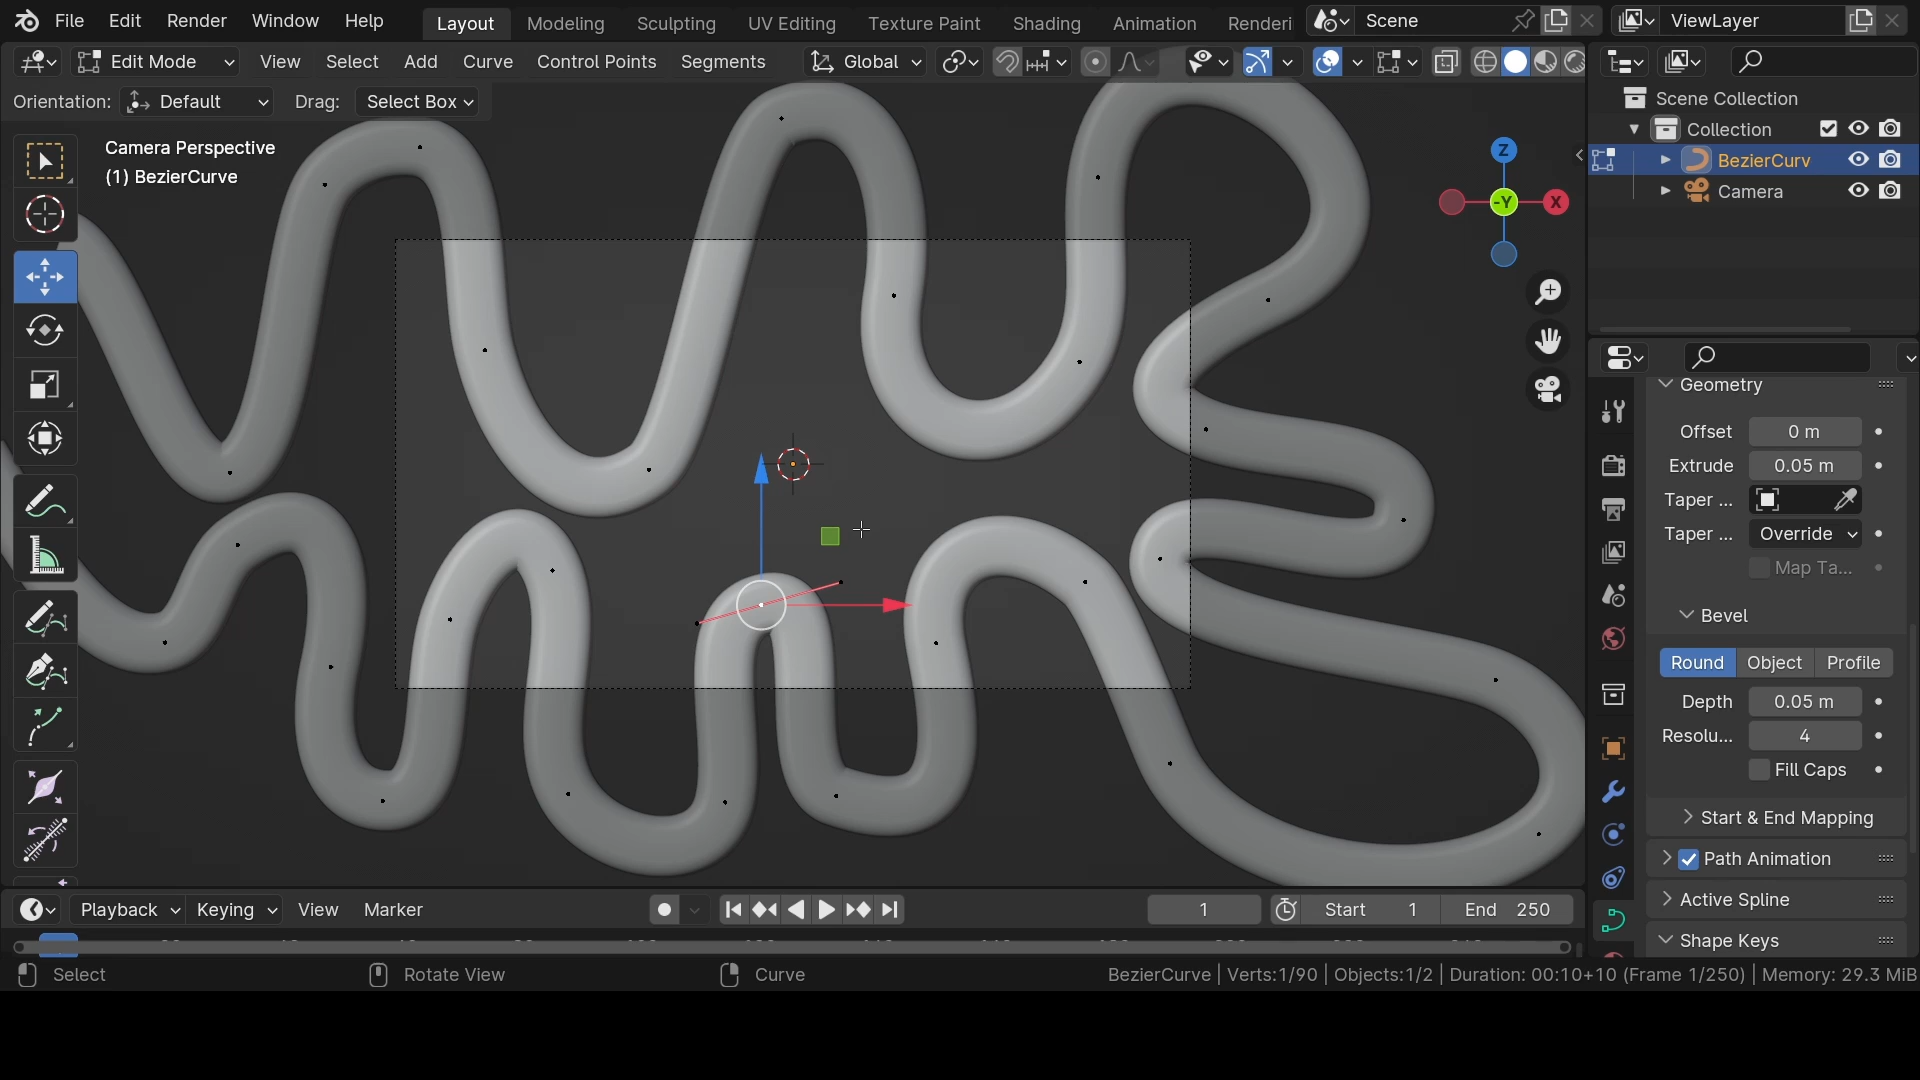 File Edit Render Window Help Layout Modeling Sculpting UV Editing Texture Paint Shading Animation Renderi Scene ViewLayer
Edit Mode View Select Add Curve Control Points Segments Global
Orientation: Default Drag: Select Box
Camera Perspective
(1) BezierCurve
Z
-Y
X
Scene Collection
Collection
BezierCurv
Camera
Geometry
Offset 0 m
Extrude 0.05 m
Taper ...
Taper ... Override
Map Ta...
Bevel
Round Object Profile
Depth 0.05 m
Resolu... 4
Fill Caps
Start & End Mapping
Path Animation
Active Spline
Shape Keys
Playback Keying View Marker 1 Start 1 End 250
Select Rotate View Curve BezierCurve | Verts:1/90 | Objects:1/2 | Duration: 00:10+10 (Frame 1/250) | Memory: 29.3 MiB